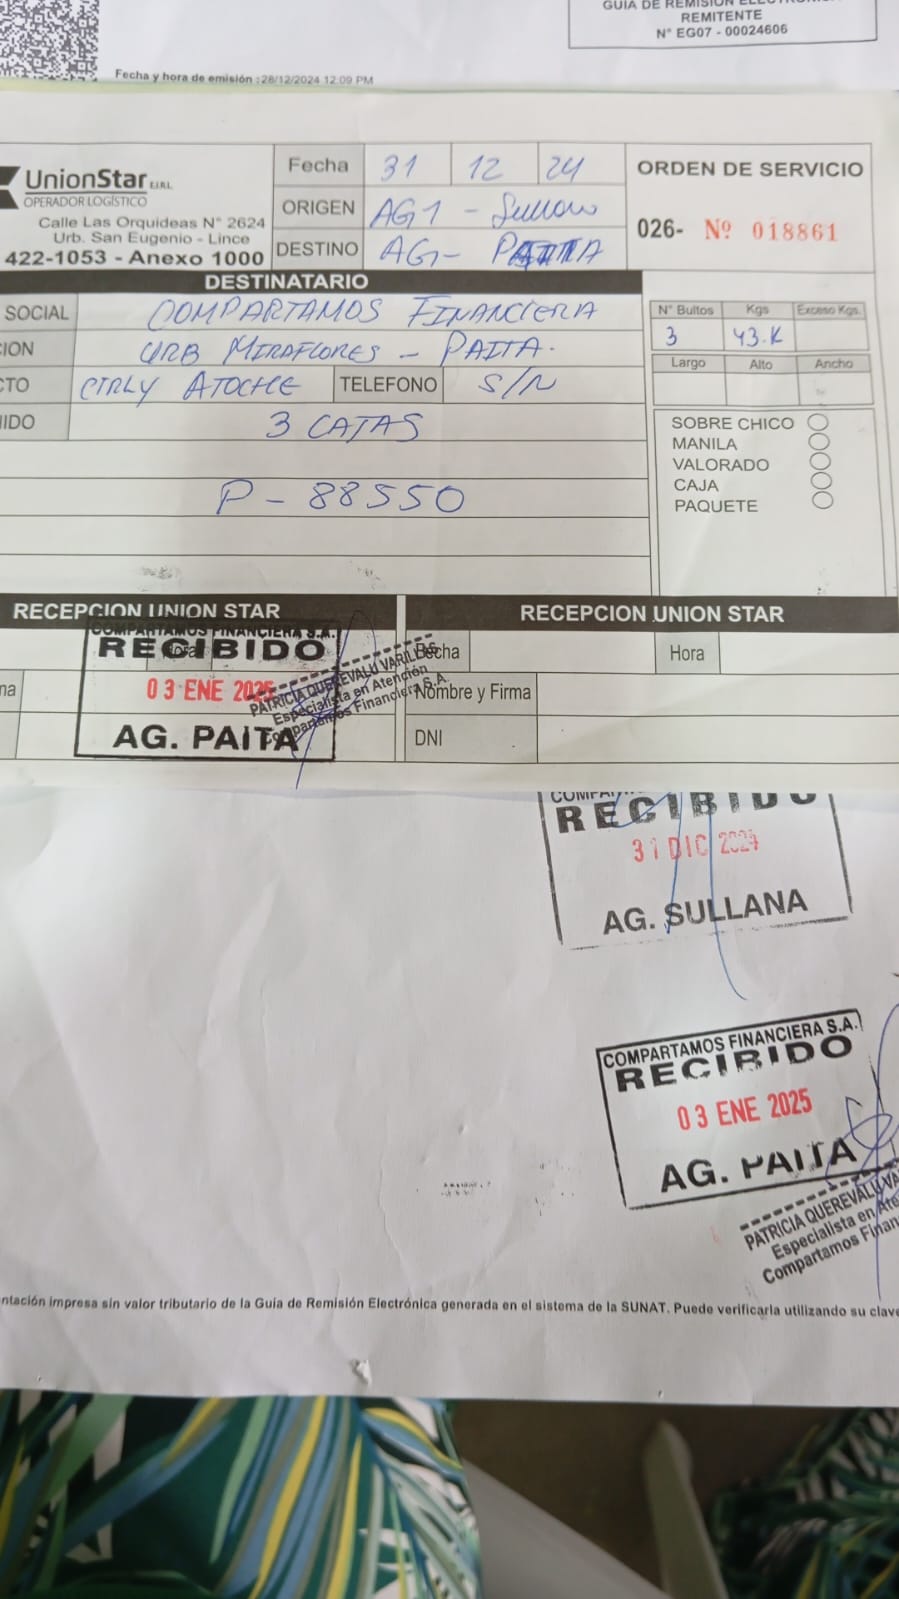 GUIA DE REMISIÓN ELECTRÓNICA
REMITENTE
N° EG07 - 00024606
Fecha y hora de emisión : 28/12/2024 12:09 PM
UnionStar E.I.R.L
OPERADOR LOGÍSTICO
Calle Las Orquideas N° 2624
Urb. San Eugenio - Lince
422-1053 - Anexo 1000
Fecha 31 12 24
ORIGEN AG1 -
DESTINO AG- PAITA
ORDEN DE SERVICIO
026- Nº 018861
DESTINATARIO
SOCIAL COMPARTAMOS FINANCIERA
CION URB MIRAFLORES - PAITA.
CTO CIRLY ATOCHE TELEFONO S/N
IDO 3 CAJAS
P - 88550
N° Bultos Kgs Exceso Kgs.
3 43.K
Largo Alto Ancho
SOBRE CHICO
MANILA
VALORADO
CAJA
PAQUETE
RECEPCION UNION STAR
RECEPCION UNION STAR
COMPARTAMOS FINANCIERA S.A.
RECIBIDO
03 ENE 2025
AG. PAITA
PATRICIA QUEREVALU VARILLAS
Especialista en Atención
Compartamos Financiera S.A.
na
Fecha
Hora
Nombre y Firma
DNI
RECIBIDO
31 DIC 2024
AG. SULLANA
COMPARTAMOS FINANCIERA S.A.
RECIBIDO
03 ENE 2025
AG. PAITA
PATRICIA QUEREVALU VA
Especialista en Ate
Compartamos Finan
ntación impresa sin valor tributario de la Guía de Remisión Electrónica generada en el sistema de la SUNAT. Puede verificarla utilizando su clave